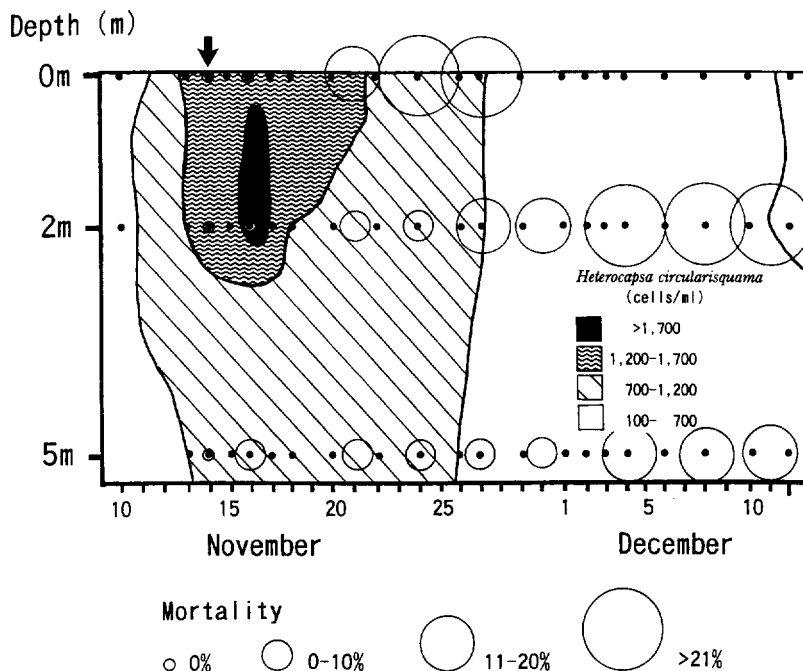 Depth (m)
0m
2m
Heterocapsa circularisquama
(cells/ml)
>1,700
1,200-1,700
700-1,200
100- 700
5m
10 15 20 25 1 5 10
November December
Mortality
0% 0-10% 11-20% >21%